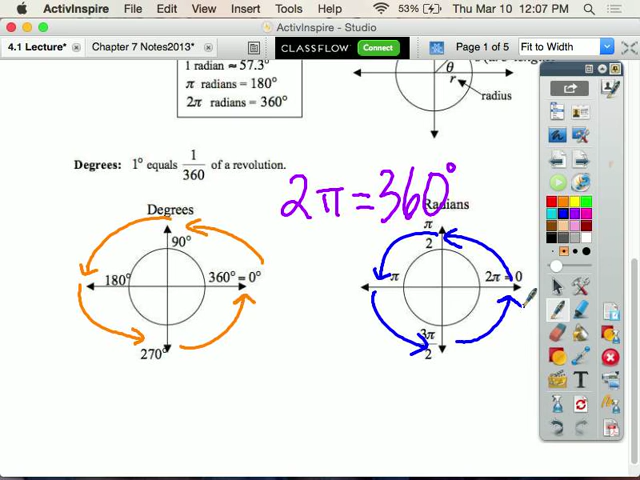 ActivInspire File Edit View Insert Tools Help 53% Mon Mar 10 12:07 PM
ActivInspire - Studio
4.1 Lecture* Chapter 7 Notes2013* CLASSFLOW Connect Page 1 of 5 Fit to Width
1 radian ≈ 57.3°
π radians = 180°
2π radians = 360°
θ
r
radius
Degrees: 1° equals 1/360 of a revolution.
2π = 360°
Degrees
90°
180°
360° = 0°
270°
Radians
π/2
π
2π = 0
3π/2